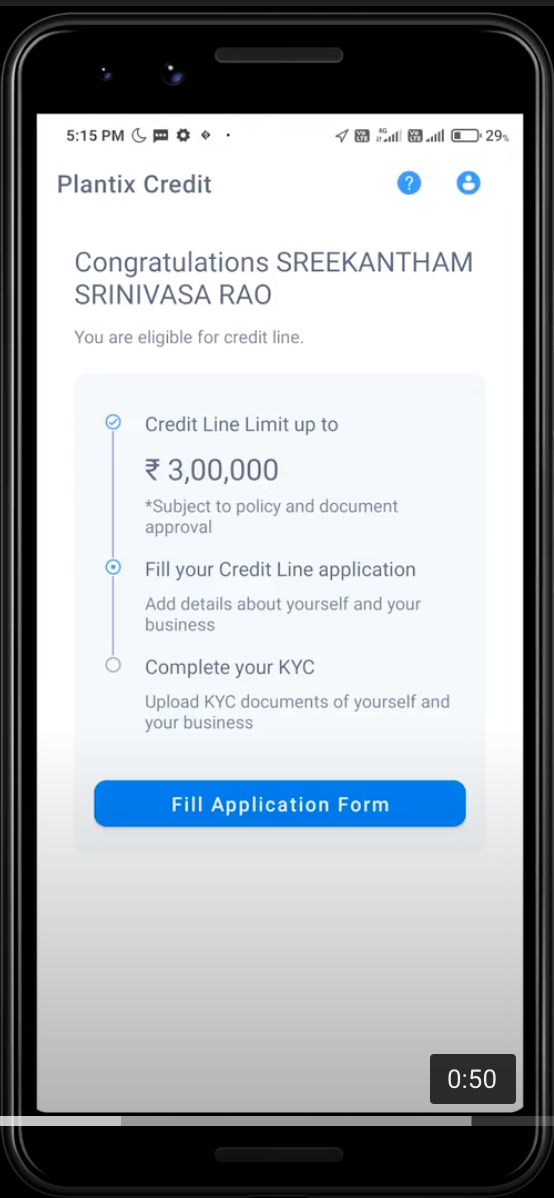 5:15 PM
4G
29%
Plantix Credit
?
Congratulations SREEKANTHAM
SRINIVASA RAO
You are eligible for credit line.
Credit Line Limit up to
₹ 3,00,000
*Subject to policy and document
approval
Fill your Credit Line application
Add details about yourself and your
business
Complete your KYC
Upload KYC documents of yourself and
your business
Fill Application Form
0:50